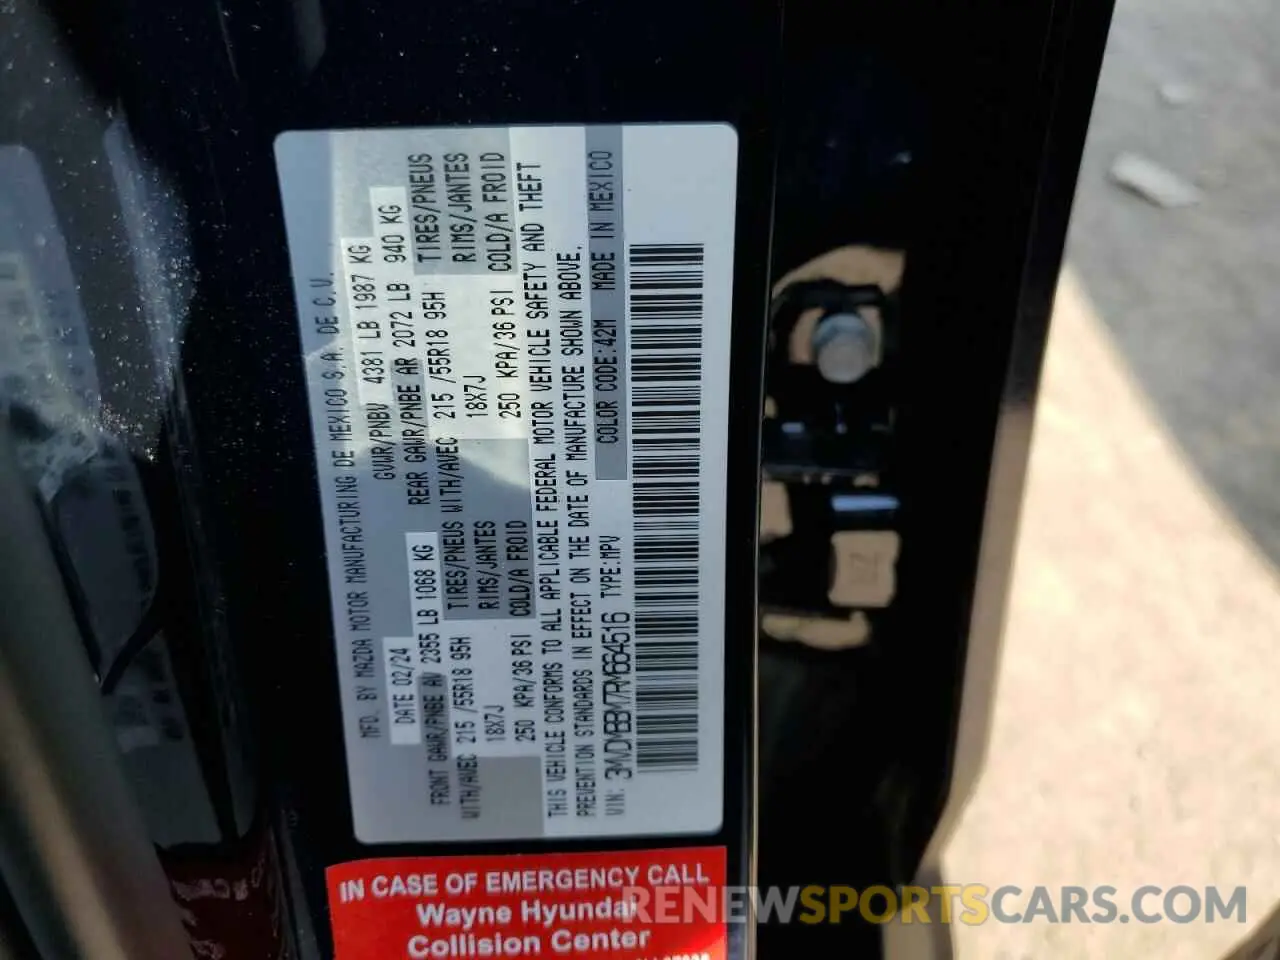 MFD. BY MAZDA MOTOR MANUFACTURING DE MEXICO S.A. DE C.V.
DATE 02/24 GVWR/PNBV 4381 LB 1987 KG
FRONT GAWR/PNBE AV 2355 LB 1068 KG REAR GAWR/PNBE AR 2072 LB 940 KG
WITH/AVEC 215 /55R18 95H TIRES/PNEUS WITH/AVEC 215 /55R18 95H TIRES/PNEUS
18X7J RIMS/JANTES 18X7J RIMS/JANTES
250 KPA/36 PSI COLD/A FROID 250 KPA/36 PSI COLD/A FROID
THIS VEHICLE CONFORMS TO ALL APPLICABLE FEDERAL MOTOR VEHICLE SAFETY AND THEFT
PREVENTION STANDARDS IN EFFECT ON THE DATE OF MANUFACTURE SHOWN ABOVE.
VIN: 3MVDMBBM7RM664516 TYPE:MPV COLOR CODE:42M MADE IN MEXICO
IN CASE OF EMERGENCY CALL
Wayne Hyundai
Collision Center
RENEWSPORTSCARS.COM